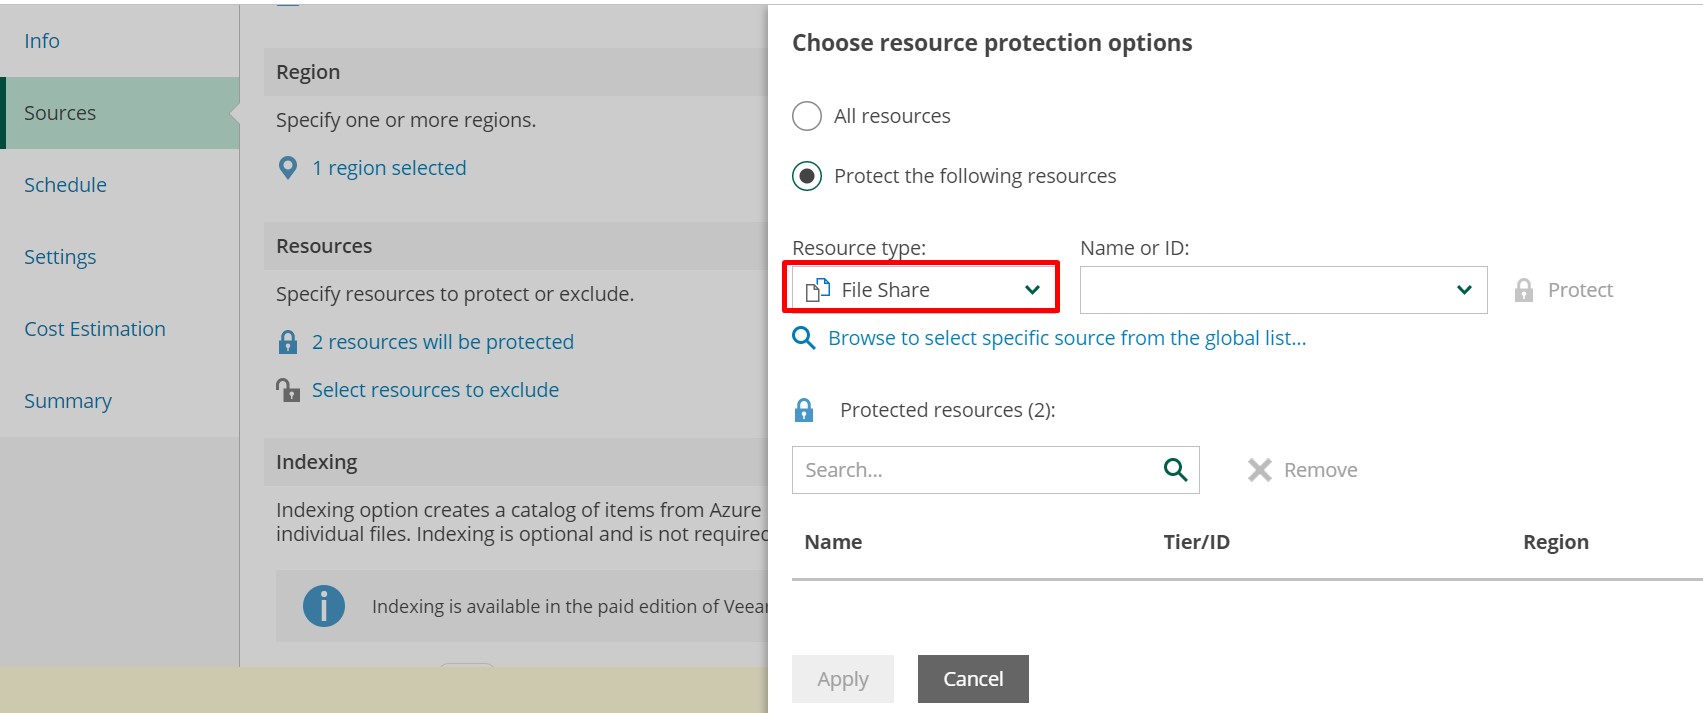 Info
Sources
Schedule
Settings
Cost Estimation
Summary
Region
Specify one or more regions.
1 region selected
Resources
Specify resources to protect or exclude.
2 resources will be protected
Select resources to exclude
Indexing
Indexing option creates a catalog of items from Azure
individual files. Indexing is optional and is not required
Indexing is available in the paid edition of
Choose resource protection options
All resources
Protect the following resources
Resource type:
Name or ID:
File Share
Protect
Browse to select specific source from the global list...
Protected resources (2):
Search...
Remove
Name
Tier/ID
Region
Apply
Cancel